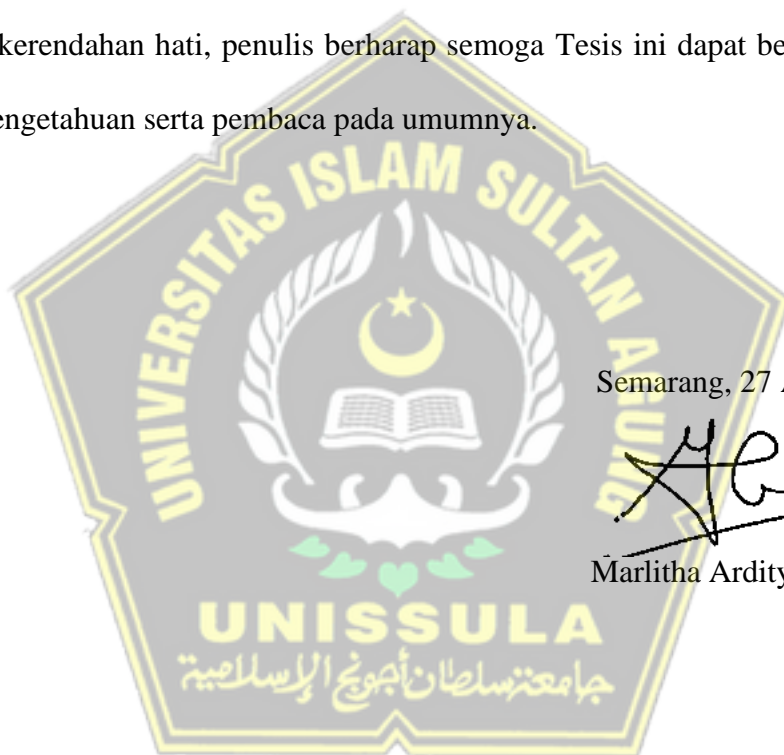 kerendahan hati, penulis berharap semoga Tesis ini dapat be
engetahuan serta pembaca pada umumnya.
UNIVERSITAS ISLAM SULTAN AGUNG
Semarang, 27 A
Marlitha Ardity
UNISSULA
جامعة سلطان أجونج الإسلامية